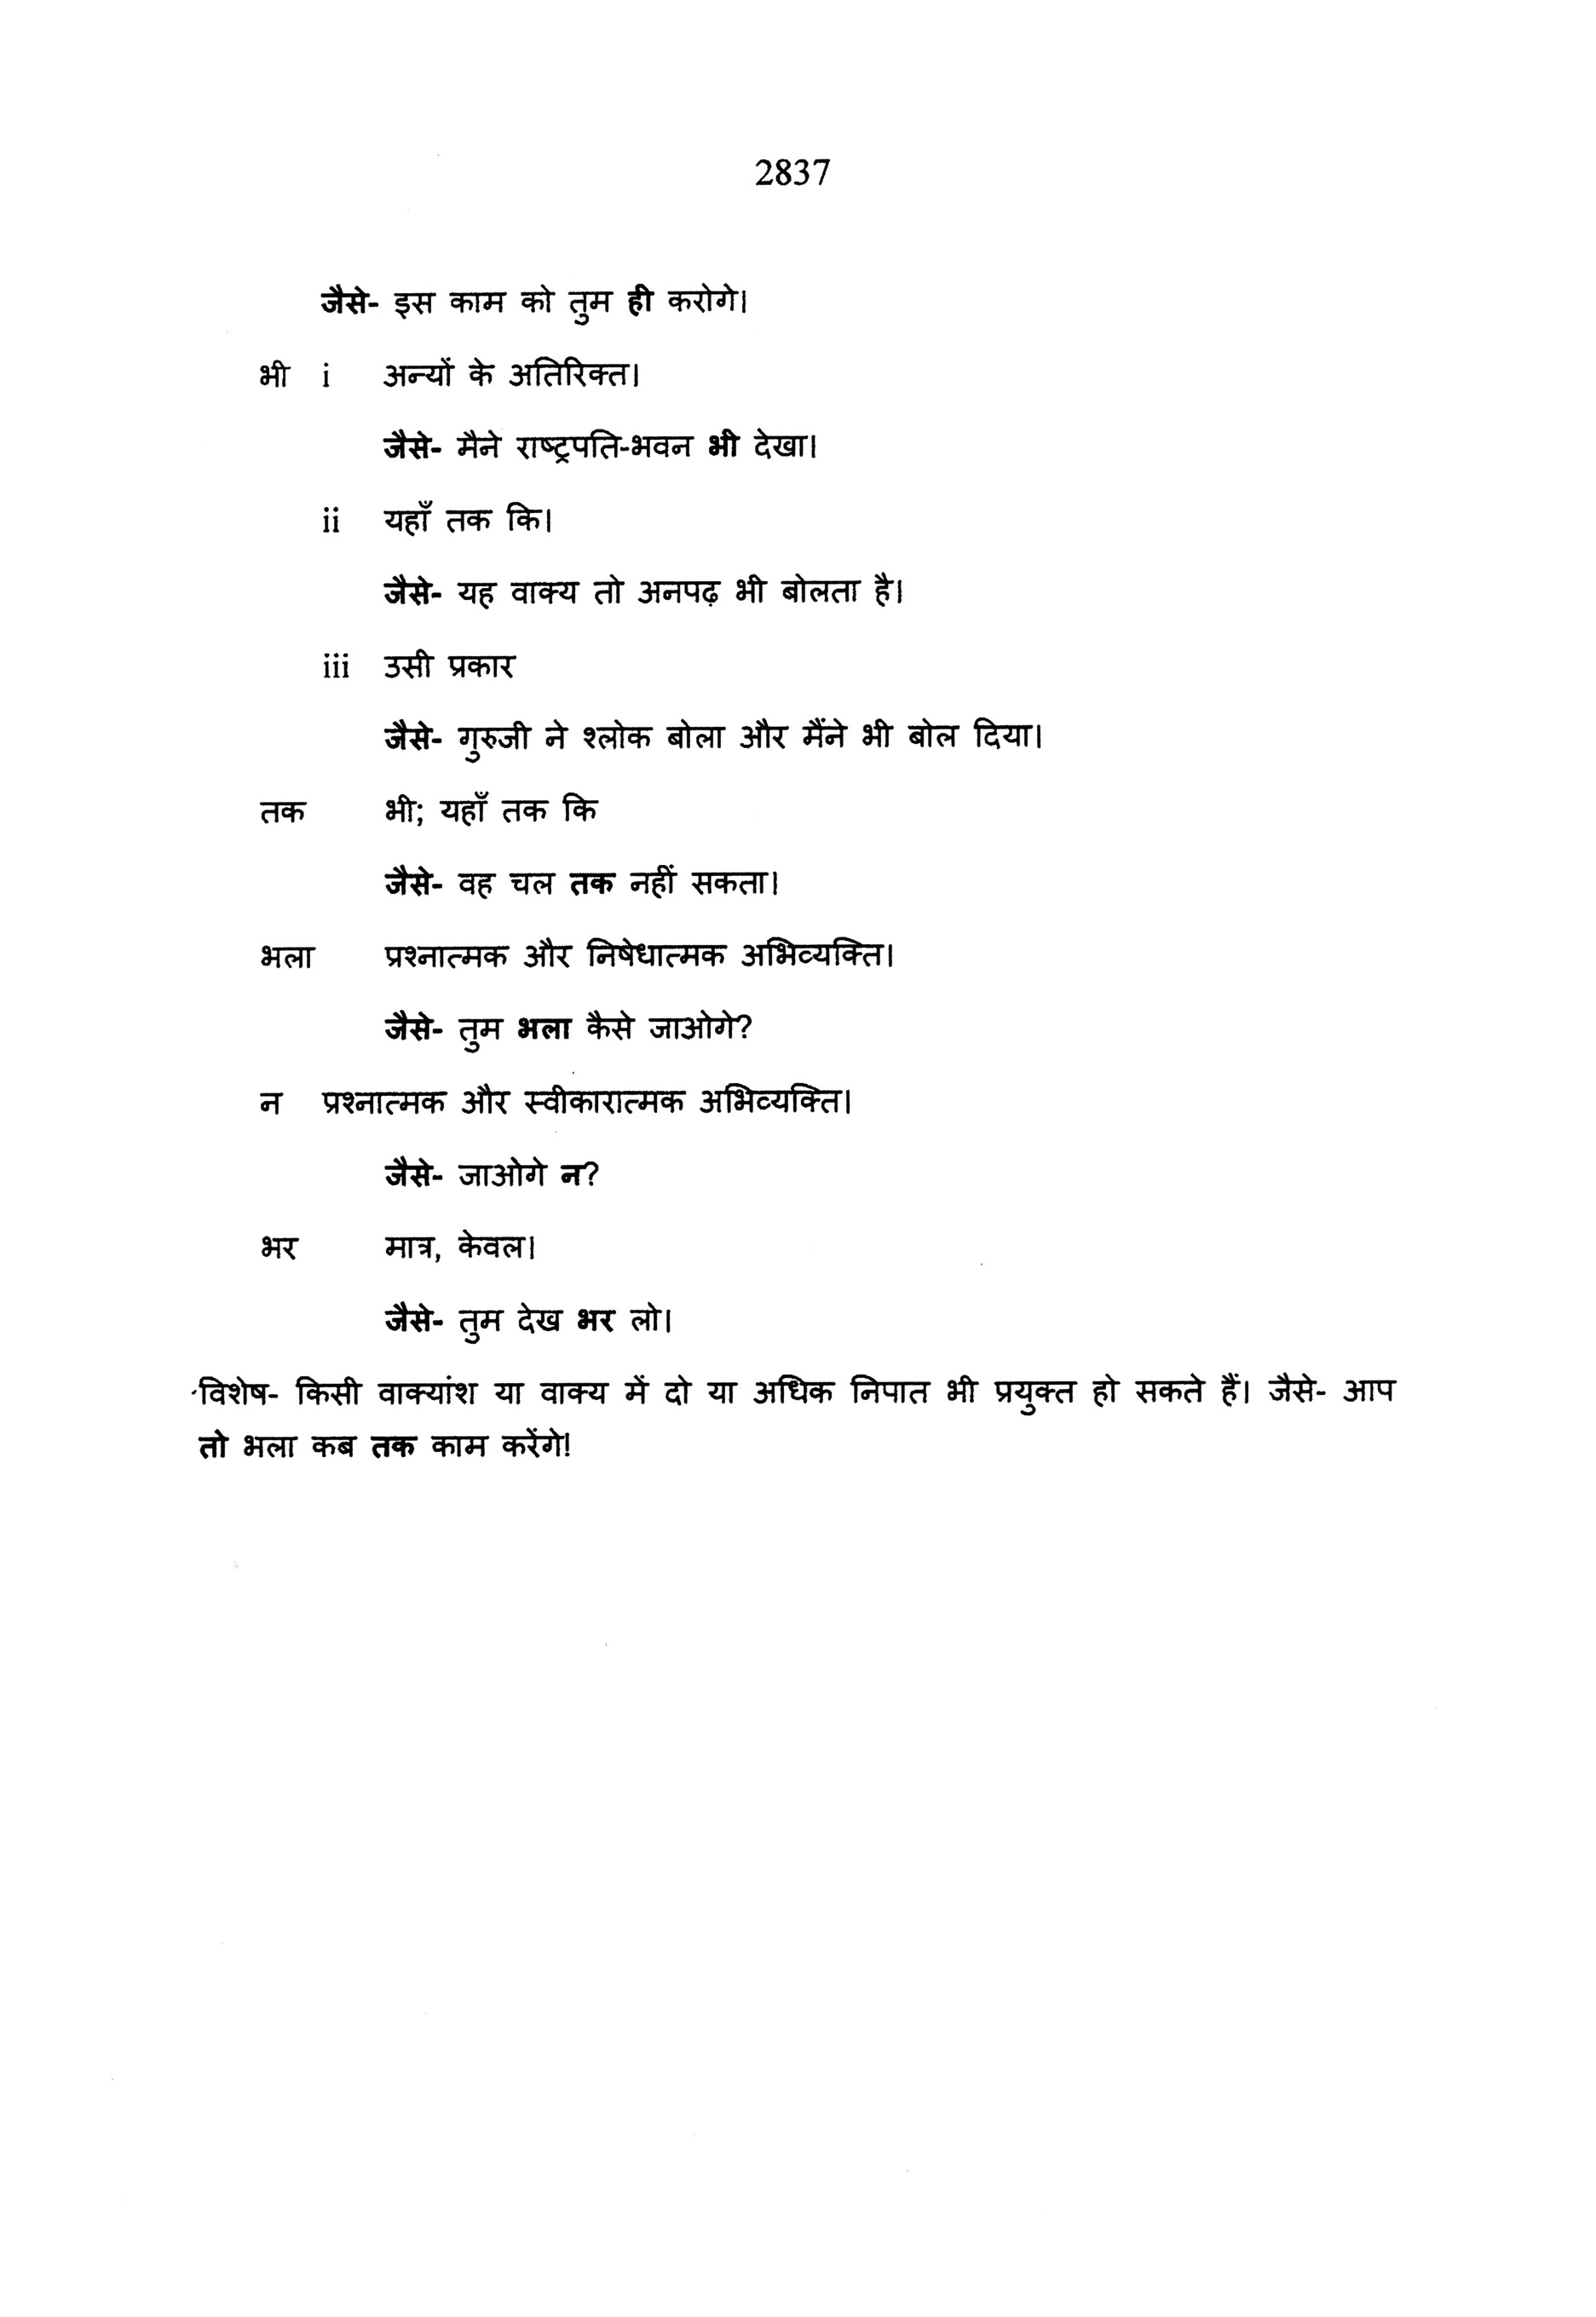 2837
जैसे- इस काम को तुम ही करोगे।
भी i अन्यों के अतिरिक्त।
जैसे- मैने राष्ट्रपति-भवन भी देखा।
ii यहाँ तक कि।
जैसे- यह वाक्य तो अनपढ़ भी बोलता है।
iii उसी प्रकार
जैसे- गुरुजी ने श्लोक बोला और मैंने भी बोल दिया।
तक भी; यहाँ तक कि
जैसे- वह चल तक नहीं सकता।
भला प्रश्नात्मक और निषेधात्मक अभिव्यक्ति।
जैसे- तुम भला कैसे जाओगे?
न प्रश्नात्मक और स्वीकारात्मक अभिव्यक्ति।
जैसे- जाओगे न?
भर मात्र, केवल।
जैसे- तुम देख भर लो।
विशेष- किसी वाक्यांश या वाक्य में दो या अधिक निपात भी प्रयुक्त हो सकते हैं। जैसे- आप
तो भला कब तक काम करेंगे!